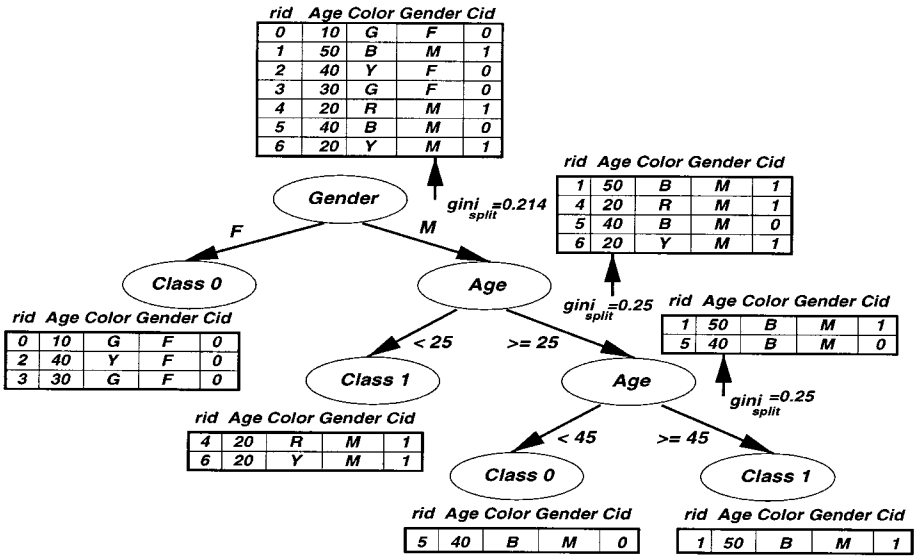 rid Age Color Gender Cid
0 10 G F 0
1 50 B M 1
2 40 Y F 0
3 30 G F 0
4 20 R M 1
5 40 B M 0
6 20 Y M 1
Gender
gini split =0.214
F
M
rid Age Color Gender Cid
1 50 B M 1
4 20 R M 1
5 40 B M 0
6 20 Y M 1
Class 0
Age
gini split =0.25
rid Age Color Gender Cid
1 50 B M 1
5 40 B M 0
rid Age Color Gender Cid
0 10 G F 0
2 40 Y F 0
3 30 G F 0
< 25
>= 25
Class 1
Age
gini split =0.25
rid Age Color Gender Cid
4 20 R M 1
6 20 Y M 1
< 45
>= 45
Class 0
Class 1
rid Age Color Gender Cid
5 40 B M 0
rid Age Color Gender Cid
1 50 B M 1